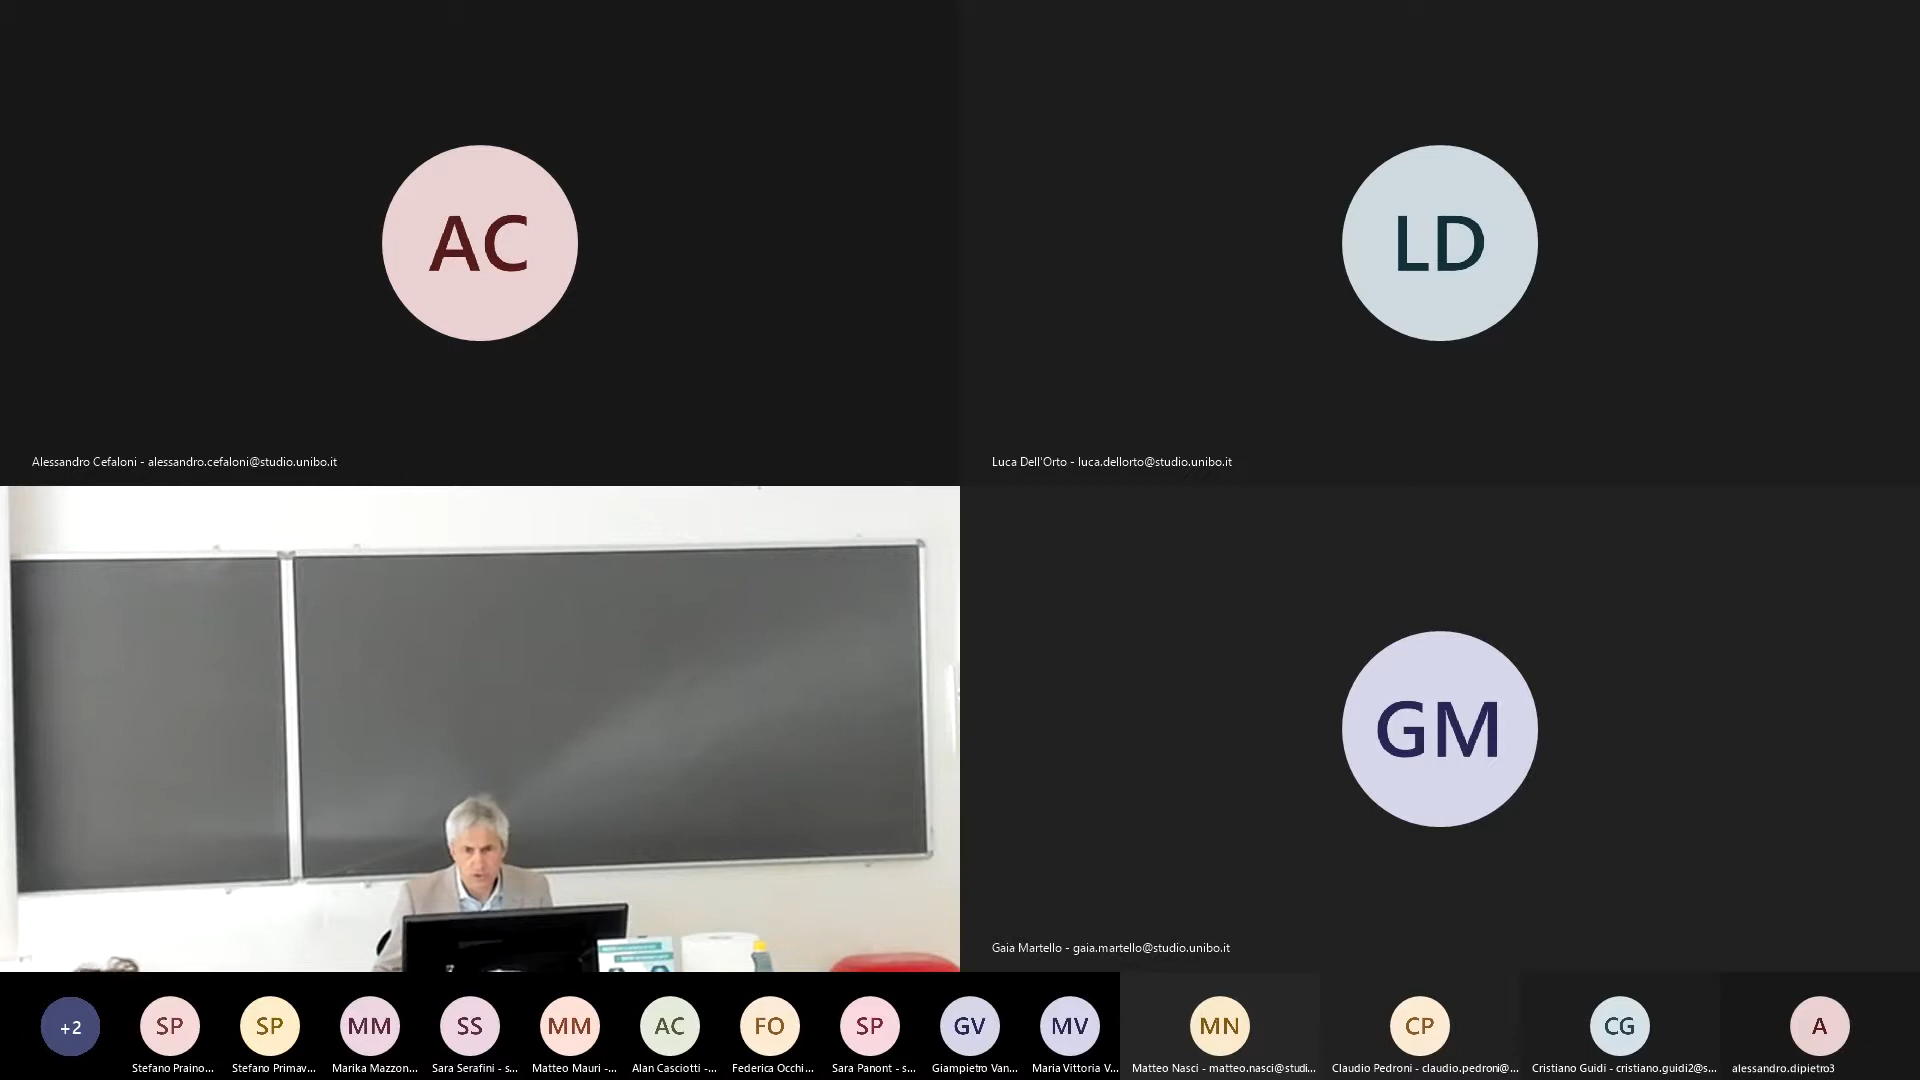 AC
LD
Alessandro Cefaloni - alessandro.cefaloni@studio.unibo.it
Luca Dell'Orto - luca.dellorto@studio.unibo.it
GM
Gaia Martello - gaia.martello@studio.unibo.it
+2
SP
SP
MM
SS
MM
AC
FO
SP
GV
MV
MN
CP
CG
A
Stefano Praino...
Stefano Primav...
Marika Mazzon...
Sara Serafini - s...
Matteo Mauri -...
Alan Casciotti -...
Federica Occhi...
Sara Panont - s...
Giampietro Van...
Maria Vittoria V...
Matteo Nasci - matteo.nasci@studi...
Claudio Pedroni - claudio.pedroni@...
Cristiano Guidi - cristiano.guidi2@s...
alessandro.dipietro3